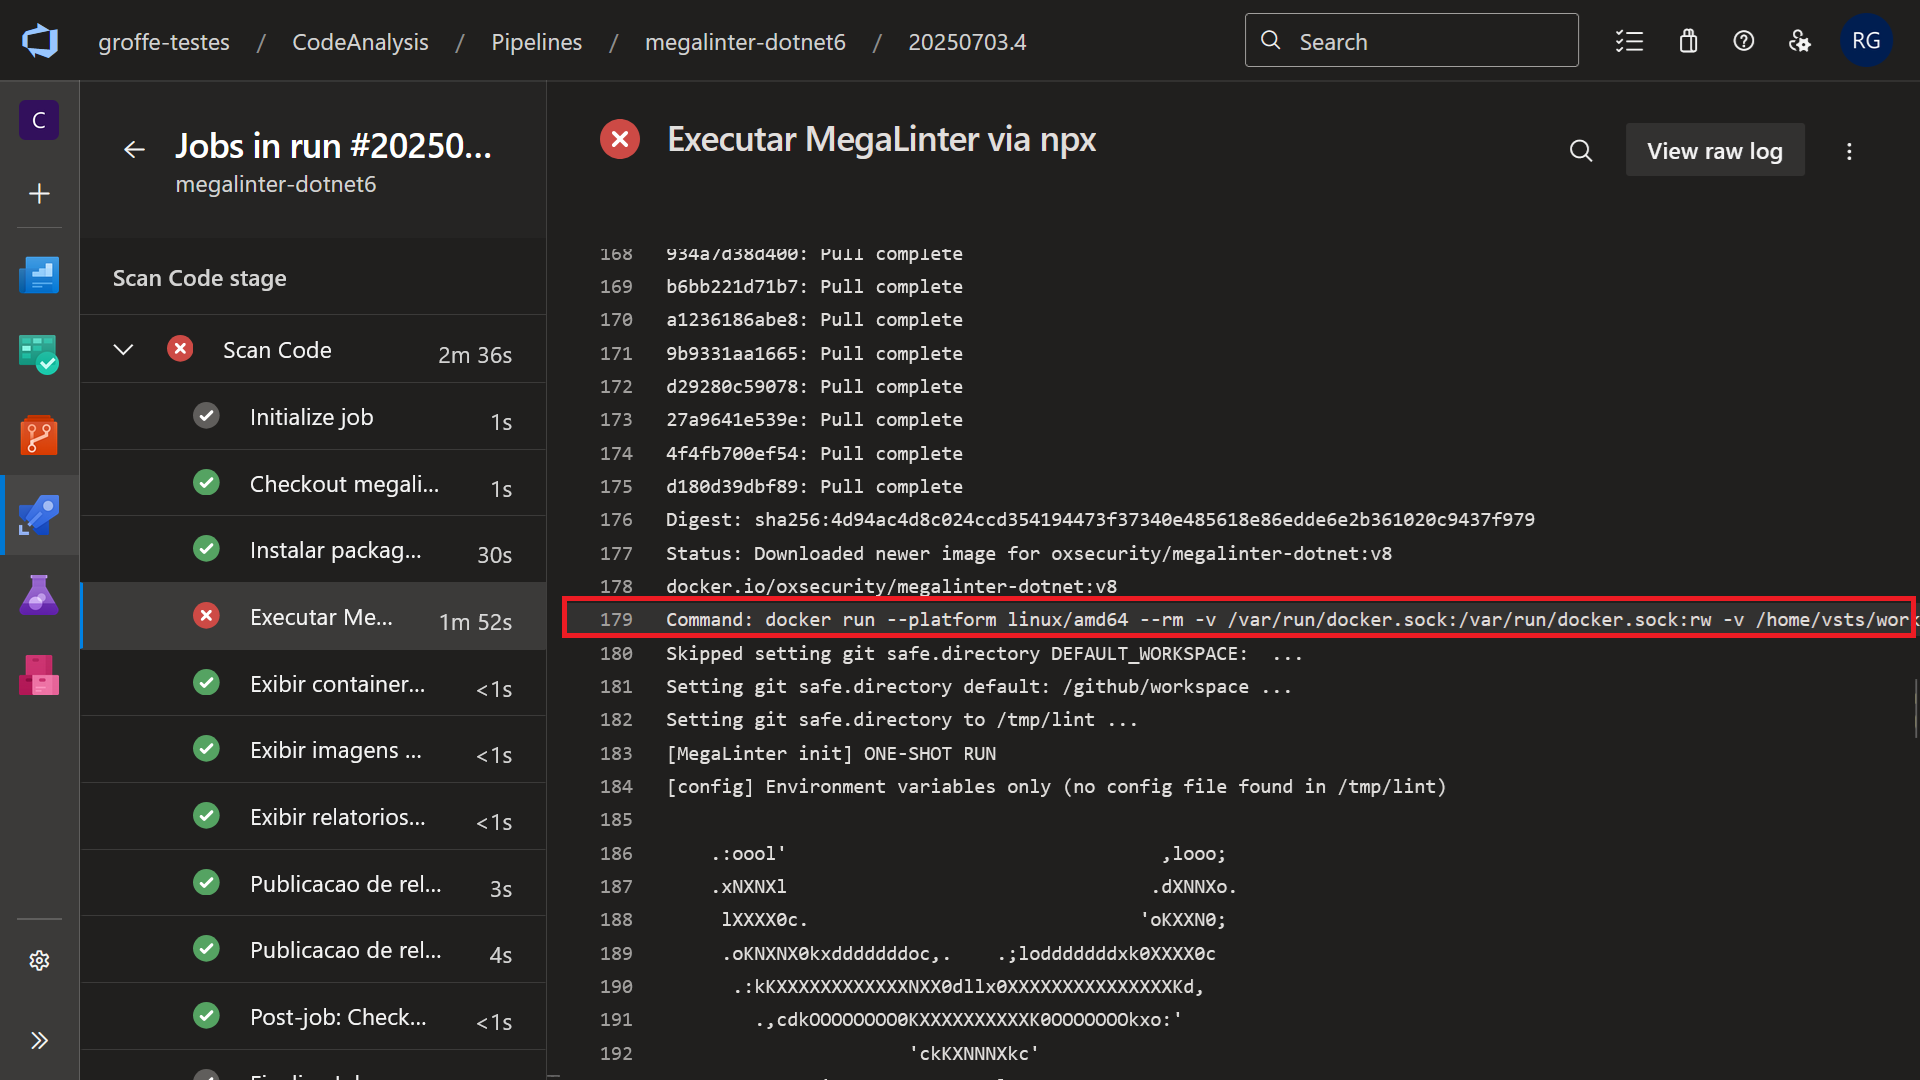 groffe-testes / CodeAnalysis / Pipelines / megalinter-dotnet6 / 20250703.4
Search
RG
C
Jobs in run #20250...
megalinter-dotnet6
Scan Code stage
Scan Code 2m 36s
Initialize job 1s
Checkout megali... 1s
Instalar packag... 30s
Executar Me... 1m 52s
Exibir container... <1s
Exibir imagens ... <1s
Exibir relatorios... <1s
Publicacao de rel... 3s
Publicacao de rel... 4s
Post-job: Check... <1s
Executar MegaLinter via npx
View raw log
168 934a7d38d400: Pull complete
169 b6bb221d71b7: Pull complete
170 a1236186abe8: Pull complete
171 9b9331aa1665: Pull complete
172 d29280c59078: Pull complete
173 27a9641e539e: Pull complete
174 4f4fb700ef54: Pull complete
175 d180d39dbf89: Pull complete
176 Digest: sha256:4d94ac4d8c024ccd354194473f37340e485618e86edde6e2b361020c9437f979
177 Status: Downloaded newer image for oxsecurity/megalinter-dotnet:v8
178 docker.io/oxsecurity/megalinter-dotnet:v8
179 Command: docker run --platform linux/amd64 --rm -v /var/run/docker.sock:/var/run/docker.sock:rw -v /home/vsts/work
180 Skipped setting git safe.directory DEFAULT_WORKSPACE:  ...
181 Setting git safe.directory default: /github/workspace ...
182 Setting git safe.directory to /tmp/lint ...
183 [MegaLinter init] ONE-SHOT RUN
184 [config] Environment variables only (no config file found in /tmp/lint)
185
186     .:oool'                                  ,looo;
187     .xNXNXl                                 .dXNNXo.
188      lXXXX0c.                              'oKXXN0;
189      .oKNXNX0kxdddddddoc,.    .;lodddddddxk0XXXX0c
190       .:kKXXXXXXXXXXXXNXX0dllx0XXXXXXXXXXXXXXXKd,
191         .,cdkOOOOOOOO0KXXXXXXXXXXK0OOOOOOOkxo:'
192                       'ckKXNNNXkc'